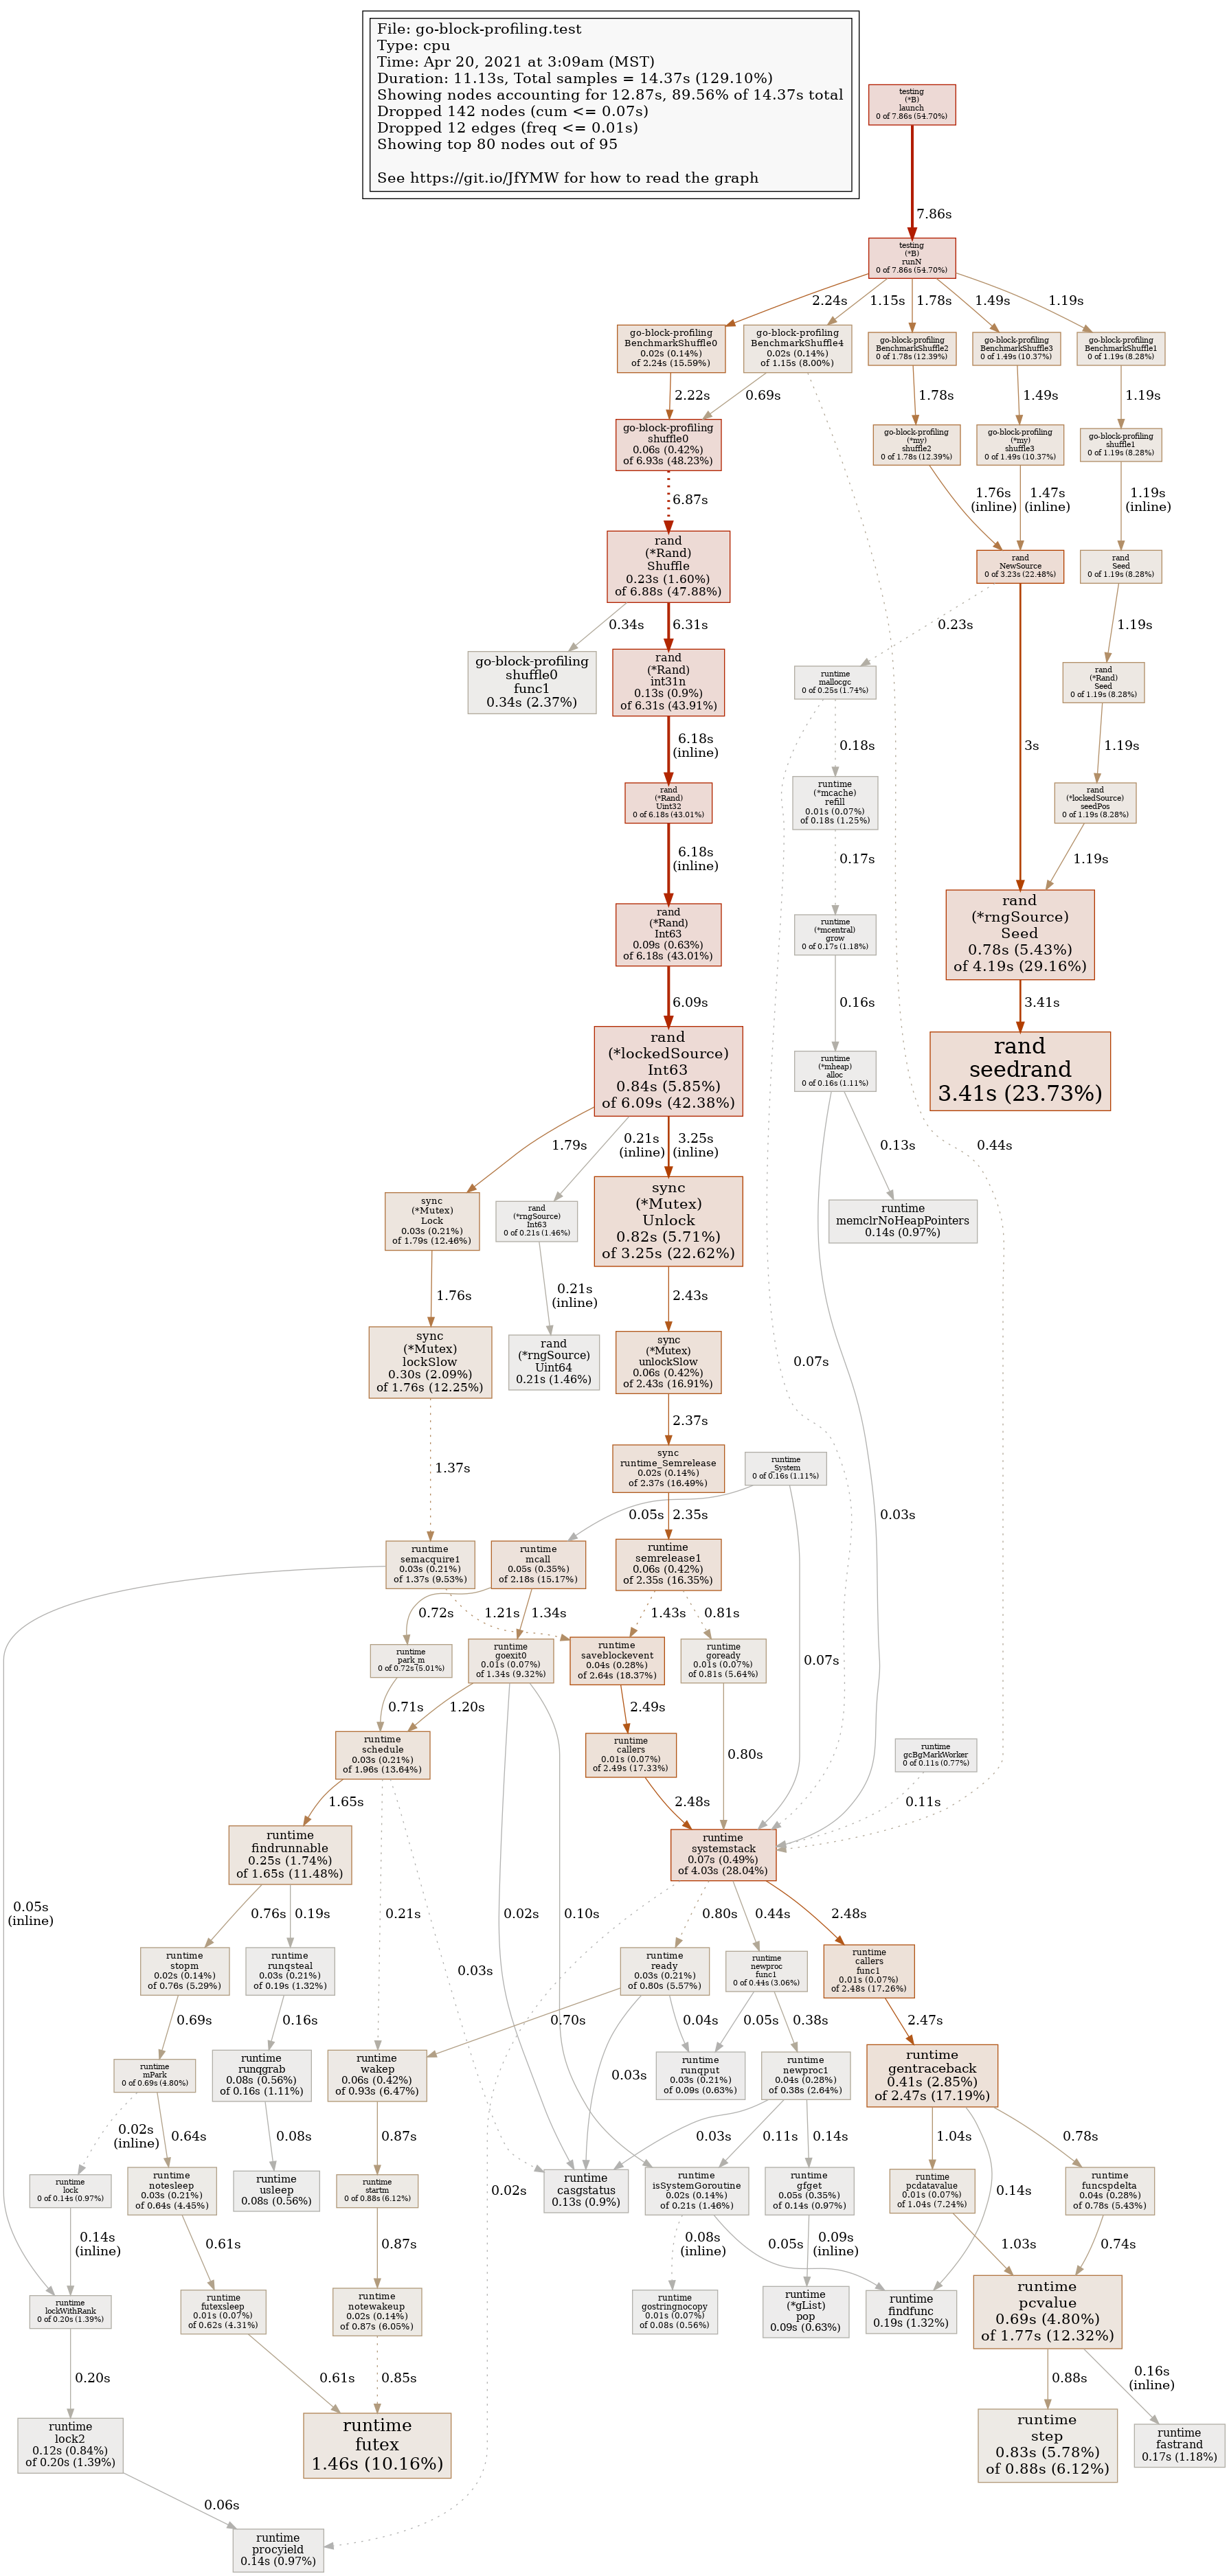 File: go-block-profiling.test
Type: cpu
Time: Apr 20, 2021 at 3:09am (MST)
Duration: 11.13s, Total samples = 14.37s (129.10%)
Showing nodes accounting for 12.87s, 89.56% of 14.37s total
Dropped 142 nodes (cum <= 0.07s)
Dropped 12 edges (freq <= 0.01s)
Showing top 80 nodes out of 95
See https://git.io/JfYMW for how to read the graph
testing
(*B)
launch
0 of 7.86s (54.70%)
7.86s
testing
(*B)
runN
0 of 7.86s (54.70%)
2.24s
1.15s
1.78s
1.49s
1.19s
go-block-profiling
BenchmarkShuffle0
0.02s (0.14%)
of 2.24s (15.59%)
go-block-profiling
BenchmarkShuffle4
0.02s (0.14%)
of 1.15s (8.00%)
go-block-profiling
BenchmarkShuffle2
0 of 1.78s (12.39%)
go-block-profiling
BenchmarkShuffle3
0 of 1.49s (10.37%)
go-block-profiling
BenchmarkShuffle1
0 of 1.19s (8.28%)
2.22s
0.69s
1.78s
1.49s
1.19s
go-block-profiling
shuffle0
0.06s (0.42%)
of 6.93s (48.23%)
go-block-profiling
(*my)
shuffle2
0 of 1.78s (12.39%)
go-block-profiling
(*my)
shuffle3
0 of 1.49s (10.37%)
go-block-profiling
shuffle1
0 of 1.19s (8.28%)
6.87s
1.76s
(inline)
1.47s
(inline)
1.19s
(inline)
rand
(*Rand)
Shuffle
0.23s (1.60%)
of 6.88s (47.88%)
rand
NewSource
0 of 3.23s (22.48%)
rand
Seed
0 of 1.19s (8.28%)
0.34s
6.31s
0.23s
1.19s
go-block-profiling
shuffle0
func1
0.34s (2.37%)
rand
(*Rand)
int31n
0.13s (0.9%)
of 6.31s (43.91%)
runtime
mallocgc
0 of 0.25s (1.74%)
rand
(*Rand)
Seed
0 of 1.19s (8.28%)
6.18s
(inline)
0.18s
3s
1.19s
rand
(*Rand)
Uint32
0 of 6.18s (43.01%)
runtime
(*mcache)
refill
0.01s (0.07%)
of 0.18s (1.25%)
rand
(*lockedSource)
seedPos
0 of 1.19s (8.28%)
6.18s
(inline)
0.17s
1.19s
rand
(*Rand)
Int63
0.09s (0.63%)
of 6.18s (43.01%)
runtime
(*mcentral)
grow
0 of 0.17s (1.18%)
rand
(*rngSource)
Seed
0.78s (5.43%)
of 4.19s (29.16%)
6.09s
0.16s
3.41s
rand
(*lockedSource)
Int63
0.84s (5.85%)
of 6.09s (42.38%)
runtime
(*mheap)
alloc
0 of 0.16s (1.11%)
rand
seedrand
3.41s (23.73%)
1.79s
0.21s
(inline)
3.25s
(inline)
0.13s
0.44s
sync
(*Mutex)
Lock
0.03s (0.21%)
of 1.79s (12.46%)
rand
(*rngSource)
Int63
0 of 0.21s (1.46%)
sync
(*Mutex)
Unlock
0.82s (5.71%)
of 3.25s (22.62%)
runtime
memclrNoHeapPointers
0.14s (0.97%)
1.76s
0.21s
(inline)
2.43s
sync
(*Mutex)
lockSlow
0.30s (2.09%)
of 1.76s (12.25%)
rand
(*rngSource)
Uint64
0.21s (1.46%)
sync
(*Mutex)
unlockSlow
0.06s (0.42%)
of 2.43s (16.91%)
0.07s
2.37s
1.37s
sync
runtime_Semrelease
0.02s (0.14%)
of 2.37s (16.49%)
runtime
_System
0 of 0.16s (1.11%)
0.05s
2.35s
0.03s
runtime
semacquire1
0.03s (0.21%)
of 1.37s (9.53%)
runtime
mcall
0.05s (0.35%)
of 2.18s (15.17%)
runtime
semrelease1
0.06s (0.42%)
of 2.35s (16.35%)
0.72s
1.21s
1.34s
1.43s
0.81s
runtime
park_m
0 of 0.72s (5.01%)
runtime
goexit0
0.01s (0.07%)
of 1.34s (9.32%)
runtime
saveblockevent
0.04s (0.28%)
of 2.64s (18.37%)
runtime
goready
0.01s (0.07%)
of 0.81s (5.64%)
0.07s
0.71s
1.20s
2.49s
runtime
schedule
0.03s (0.21%)
of 1.96s (13.64%)
runtime
callers
0.01s (0.07%)
of 2.49s (17.33%)
0.80s
runtime
gcBgMarkWorker
0 of 0.11s (0.77%)
1.65s
2.48s
0.11s
runtime
findrunnable
0.25s (1.74%)
of 1.65s (11.48%)
runtime
systemstack
0.07s (0.49%)
of 4.03s (28.04%)
0.05s
(inline)
0.76s
0.19s
0.21s
0.02s
0.10s
0.80s
0.44s
2.48s
runtime
stopm
0.02s (0.14%)
of 0.76s (5.29%)
runtime
runqsteal
0.03s (0.21%)
of 0.19s (1.32%)
0.03s
runtime
ready
0.03s (0.21%)
of 0.80s (5.57%)
runtime
newproc
func1
0 of 0.44s (3.06%)
runtime
callers
func1
0.01s (0.07%)
of 2.48s (17.26%)
0.69s
0.16s
0.70s
0.04s
0.05s
0.38s
2.47s
runtime
mPark
0 of 0.69s (4.80%)
runtime
runqgrab
0.08s (0.56%)
of 0.16s (1.11%)
runtime
wakep
0.06s (0.42%)
of 0.93s (6.47%)
0.03s
runtime
runqput
0.03s (0.21%)
of 0.09s (0.63%)
runtime
newproc1
0.04s (0.28%)
of 0.38s (2.64%)
runtime
gentraceback
0.41s (2.85%)
of 2.47s (17.19%)
0.02s
(inline)
0.64s
0.08s
0.87s
0.03s
0.11s
0.14s
1.04s
0.78s
runtime
lock
0 of 0.14s (0.97%)
runtime
notesleep
0.03s (0.21%)
of 0.64s (4.45%)
runtime
usleep
0.08s (0.56%)
runtime
startm
0 of 0.88s (6.12%)
0.02s
runtime
casgstatus
0.13s (0.9%)
runtime
isSystemGoroutine
0.02s (0.14%)
of 0.21s (1.46%)
runtime
gfget
0.05s (0.35%)
of 0.14s (0.97%)
runtime
pcdatavalue
0.01s (0.07%)
of 1.04s (7.24%)
0.14s
runtime
funcspdelta
0.04s (0.28%)
of 0.78s (5.43%)
0.14s
(inline)
0.61s
0.87s
0.08s
(inline)
0.05s
0.09s
(inline)
1.03s
0.74s
runtime
lockWithRank
0 of 0.20s (1.39%)
runtime
futexsleep
0.01s (0.07%)
of 0.62s (4.31%)
runtime
notewakeup
0.02s (0.14%)
of 0.87s (6.05%)
runtime
gostringnocopy
0.01s (0.07%)
of 0.08s (0.56%)
runtime
(*gList)
pop
0.09s (0.63%)
runtime
findfunc
0.19s (1.32%)
runtime
pcvalue
0.69s (4.80%)
of 1.77s (12.32%)
0.20s
0.61s
0.85s
0.88s
0.16s
(inline)
runtime
lock2
0.12s (0.84%)
of 0.20s (1.39%)
runtime
futex
1.46s (10.16%)
runtime
step
0.83s (5.78%)
of 0.88s (6.12%)
runtime
fastrand
0.17s (1.18%)
0.06s
runtime
procyield
0.14s (0.97%)